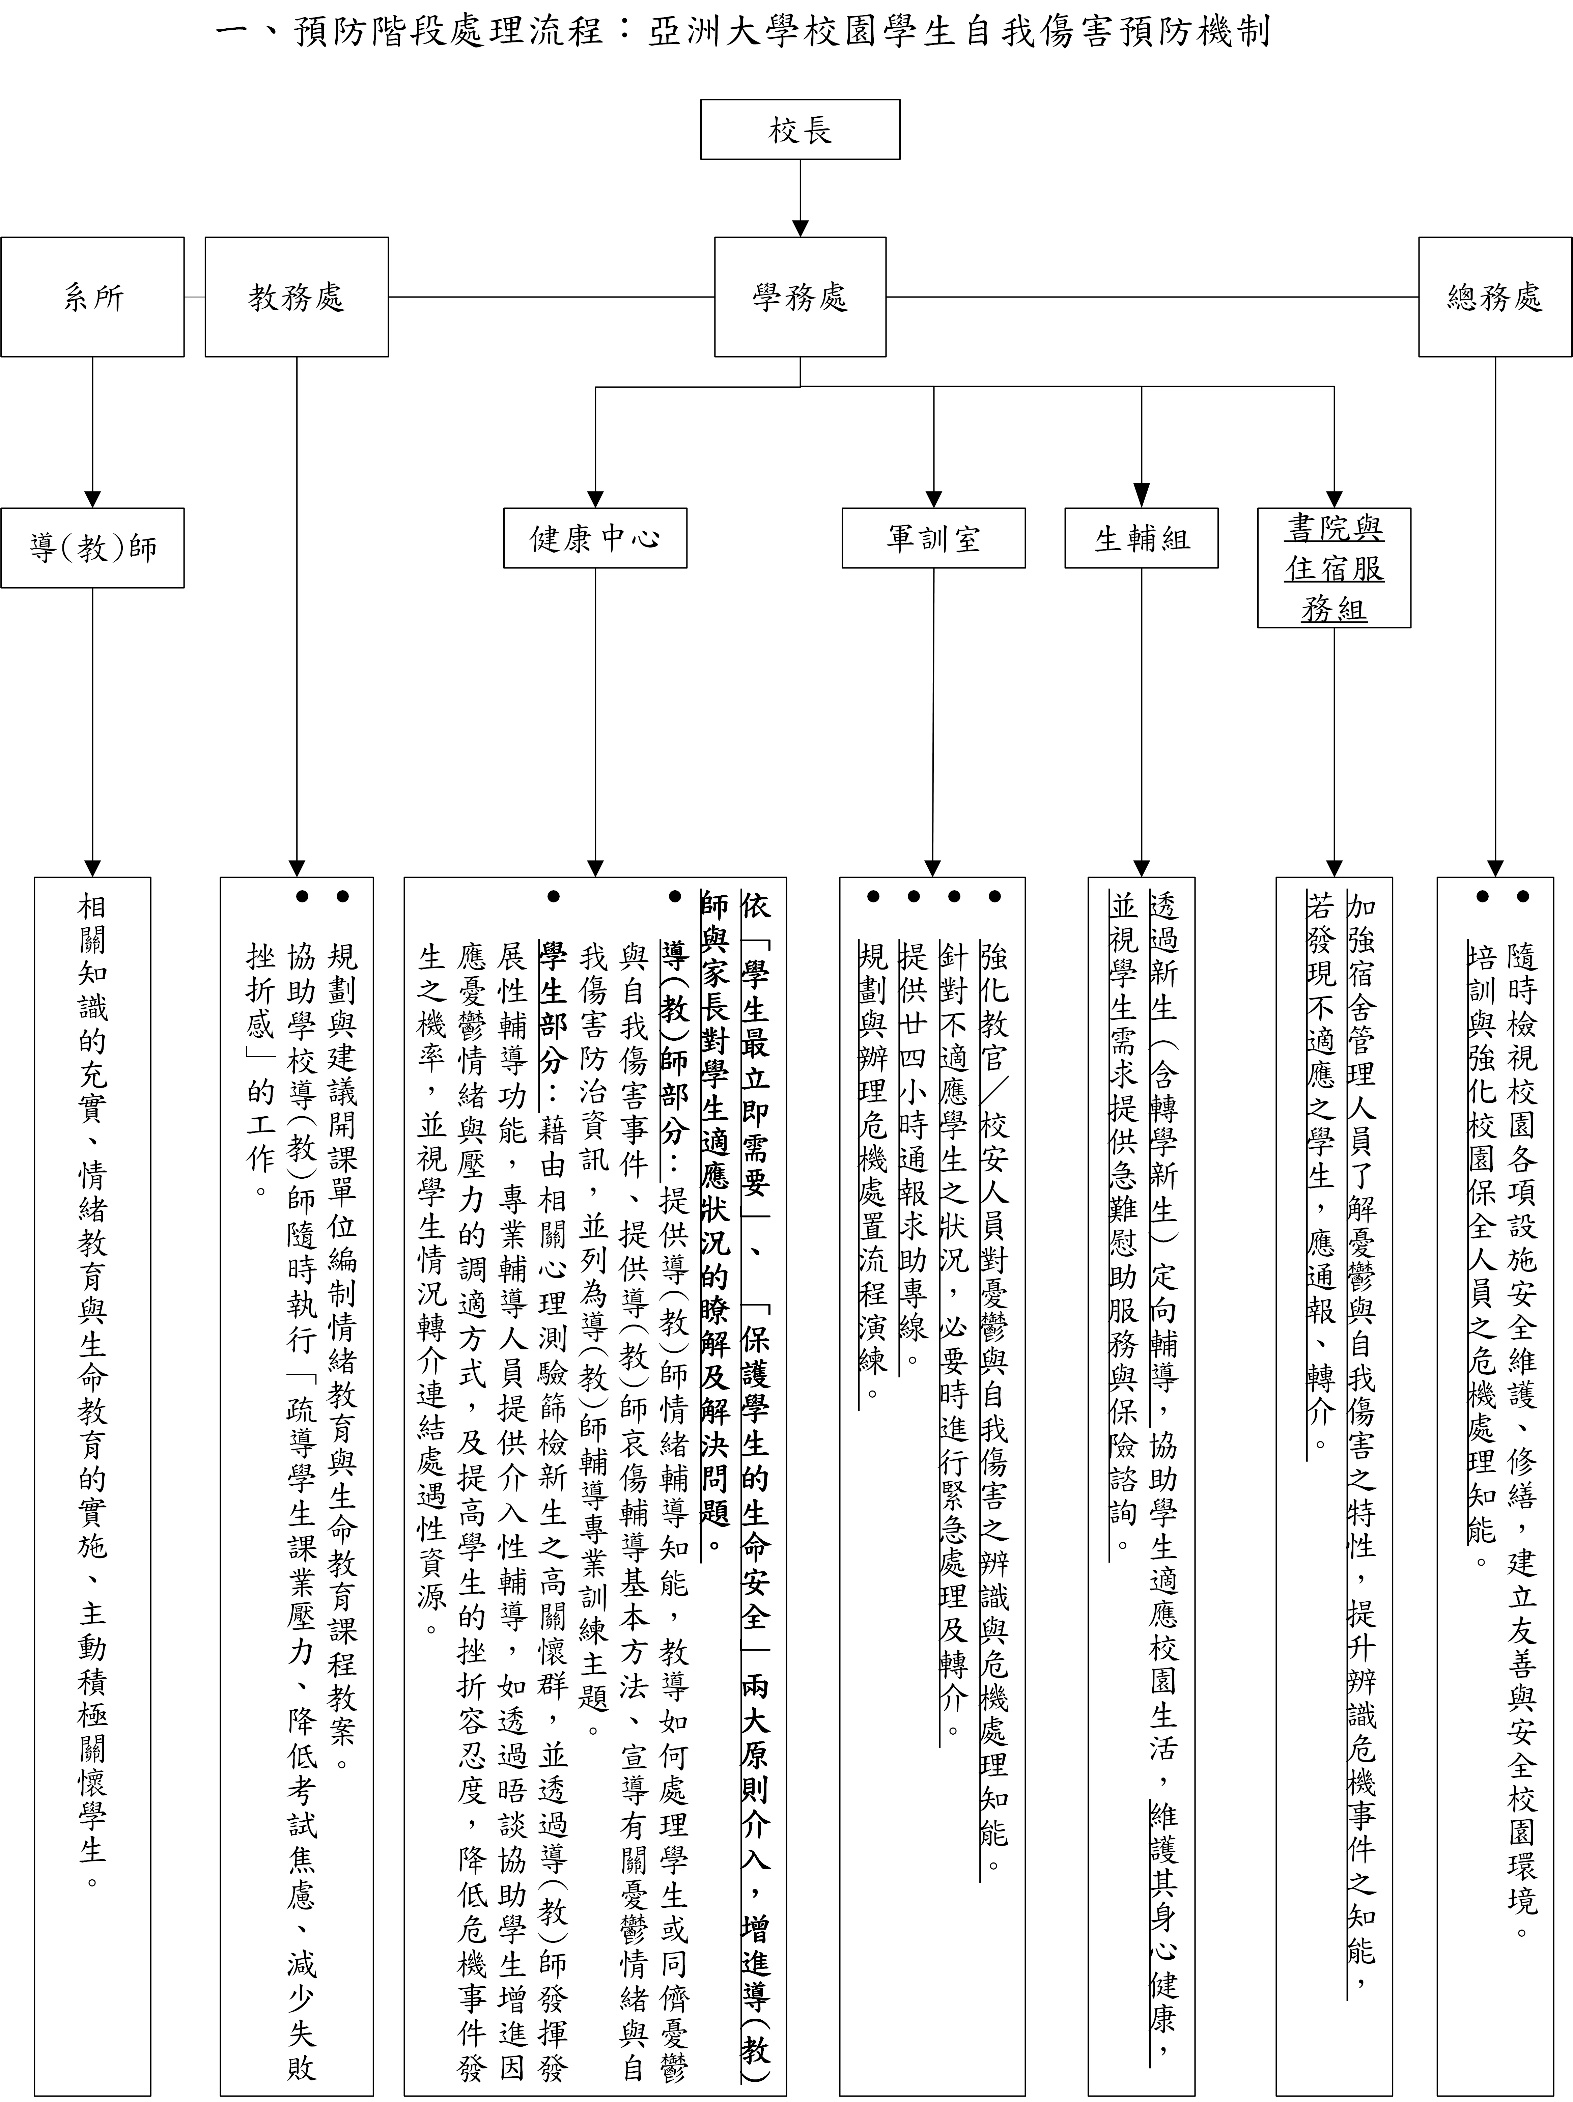 一、預防階段處理流程：亞洲大學校園學生自我傷害預防機制
校長
系所
教務處
學務處
總務處
導(教)師
健康中心
軍訓室
生輔組
書院與
住宿服
務組
相關知識的充實、情緒教育與生命教育的實施、主動積極關懷學生。
● 規劃與建議開課單位編制情緒教育與生命教育課程教案。
● 協助學校導(教)師隨時執行「疏導學生課業壓力、降低考試焦慮、減少失敗
挫折感」的工作。
依「學生最立即需要」、「保護學生的生命安全」兩大原則介入，增進導(教)
師與家長對學生適應狀況的瞭解及解決問題。
● 導(教)師部分：提供導(教)師情緒輔導知能，教導如何處理學生或同儕憂鬱
與自我傷害事件、提供導(教)師哀傷輔導基本方法、宣導有關憂鬱情緒與自
我傷害防治資訊，並列為導(教)師輔導專業訓練主題。
● 學生部分：藉由相關心理測驗篩檢新生之高關懷群，並透過導(教)師發揮發
展性輔導功能，專業輔導人員提供介入性輔導，如透過晤談協助學生增進因
應憂鬱情緒與壓力的調適方式，及提高學生的挫折容忍度，降低危機事件發
生之機率，並視學生情況轉介連結處遇性資源。
● 強化教官／校安人員對憂鬱與自我傷害之辨識與危機處理知能。
● 針對不適應學生之狀況，必要時進行緊急處理及轉介。
● 提供廿四小時通報求助專線。
● 規劃與辦理危機處置流程演練。
透過新生（含轉學新生）定向輔導，協助學生適應校園生活，維護其身心健康，
並視學生需求提供急難慰助服務與保險諮詢。
加強宿舍管理人員了解憂鬱與自我傷害之特性，提升辨識危機事件之知能，
若發現不適應之學生，應通報、轉介。
● 隨時檢視校園各項設施安全維護、修繕，建立友善與安全校園環境。
● 培訓與強化校園保全人員之危機處理知能。